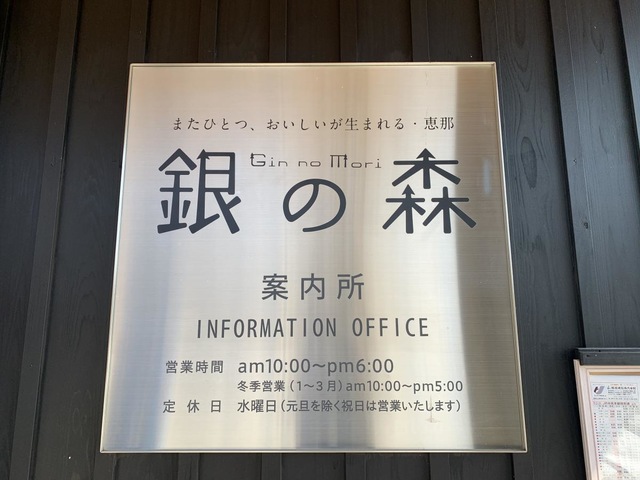 またひとつ、おいしいが生まれる・恵那
Gin no Mori
銀の森
案内所
INFORMATION OFFICE
営業時間 am10:00〜pm6:00
冬季営業(1〜3月)am10:00〜pm5:00
定休日 水曜日(元旦を除く祝日は営業いたします)